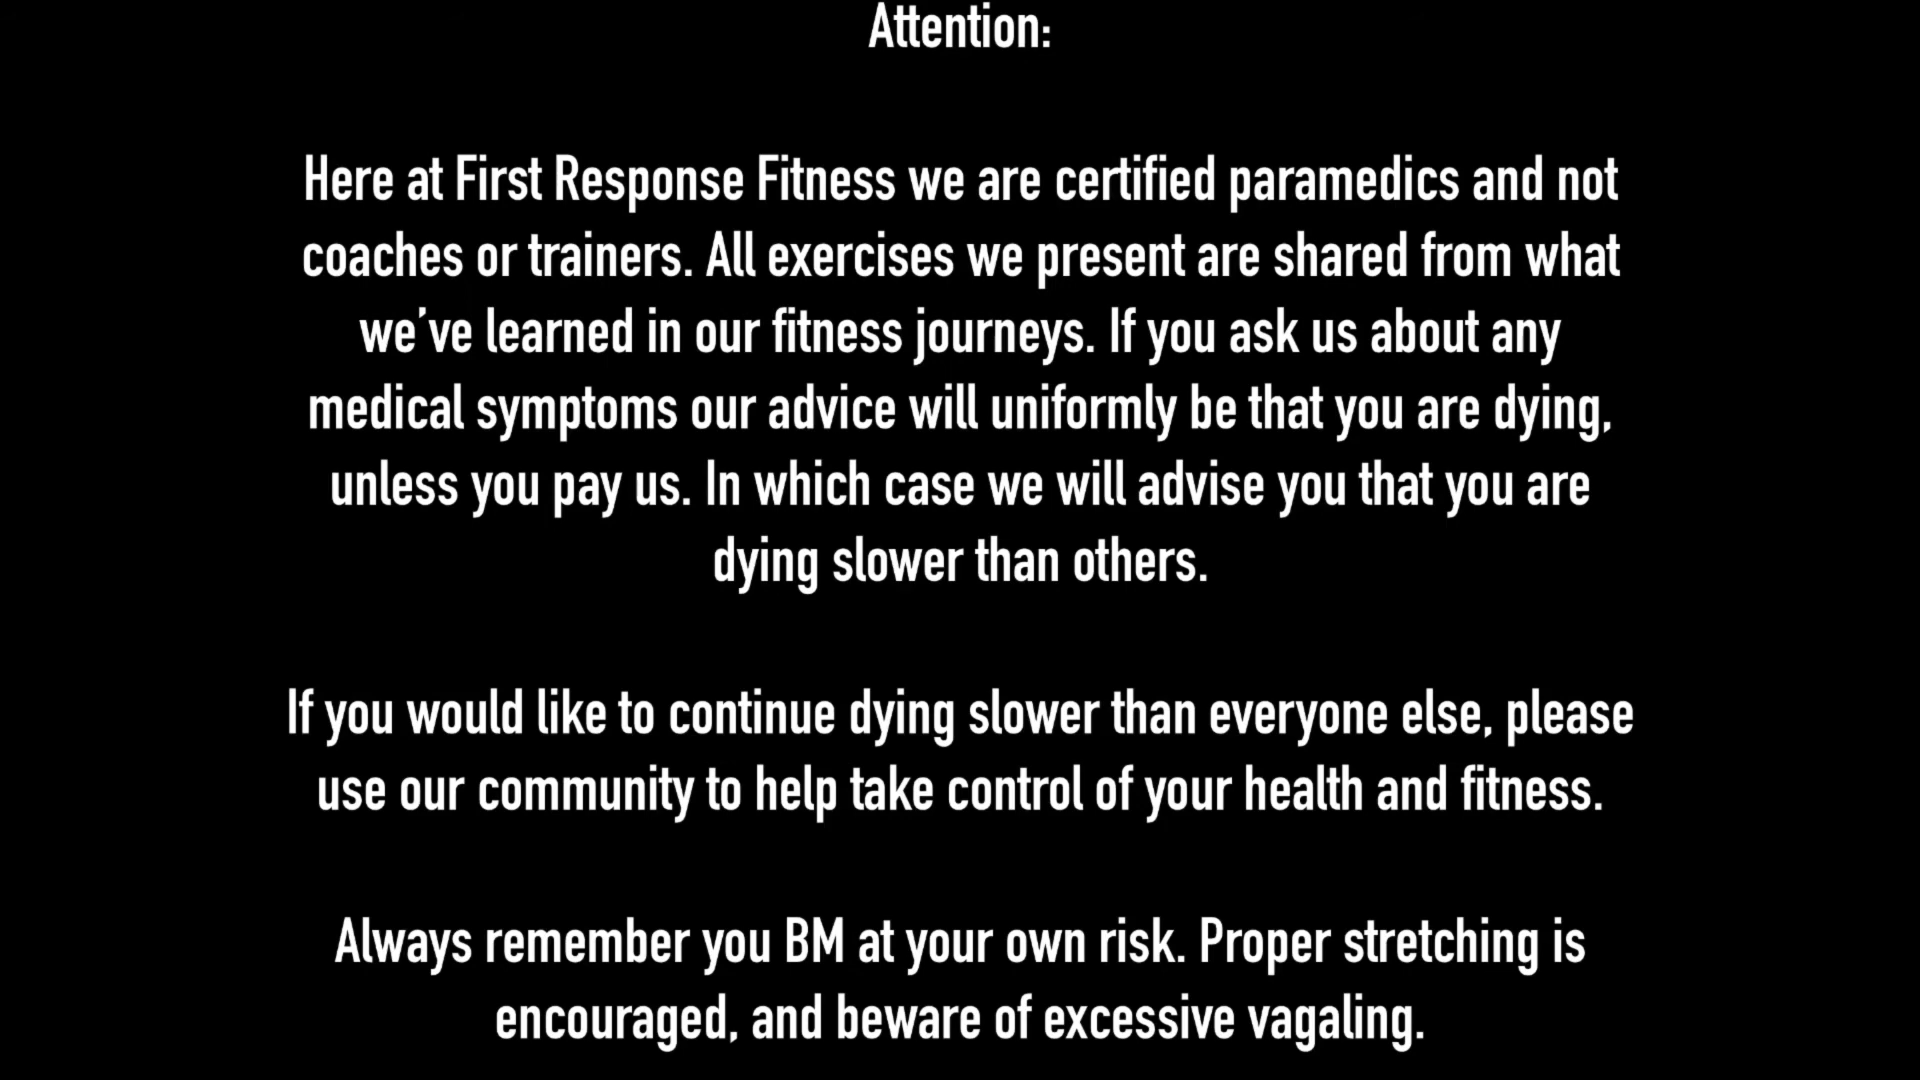 Attention:
Here at First Response Fitness we are certified paramedics and not
coaches or trainers. All exercises we present are shared from what
we’ve learned in our fitness journeys. If you ask us about any
medical symptoms our advice will uniformly be that you are dying,
unless you pay us. In which case we will advise you that you are
dying slower than others.
If you would like to continue dying slower than everyone else, please
use our community to help take control of your health and fitness.
Always remember you BM at your own risk. Proper stretching is
encouraged, and beware of excessive vagaling.